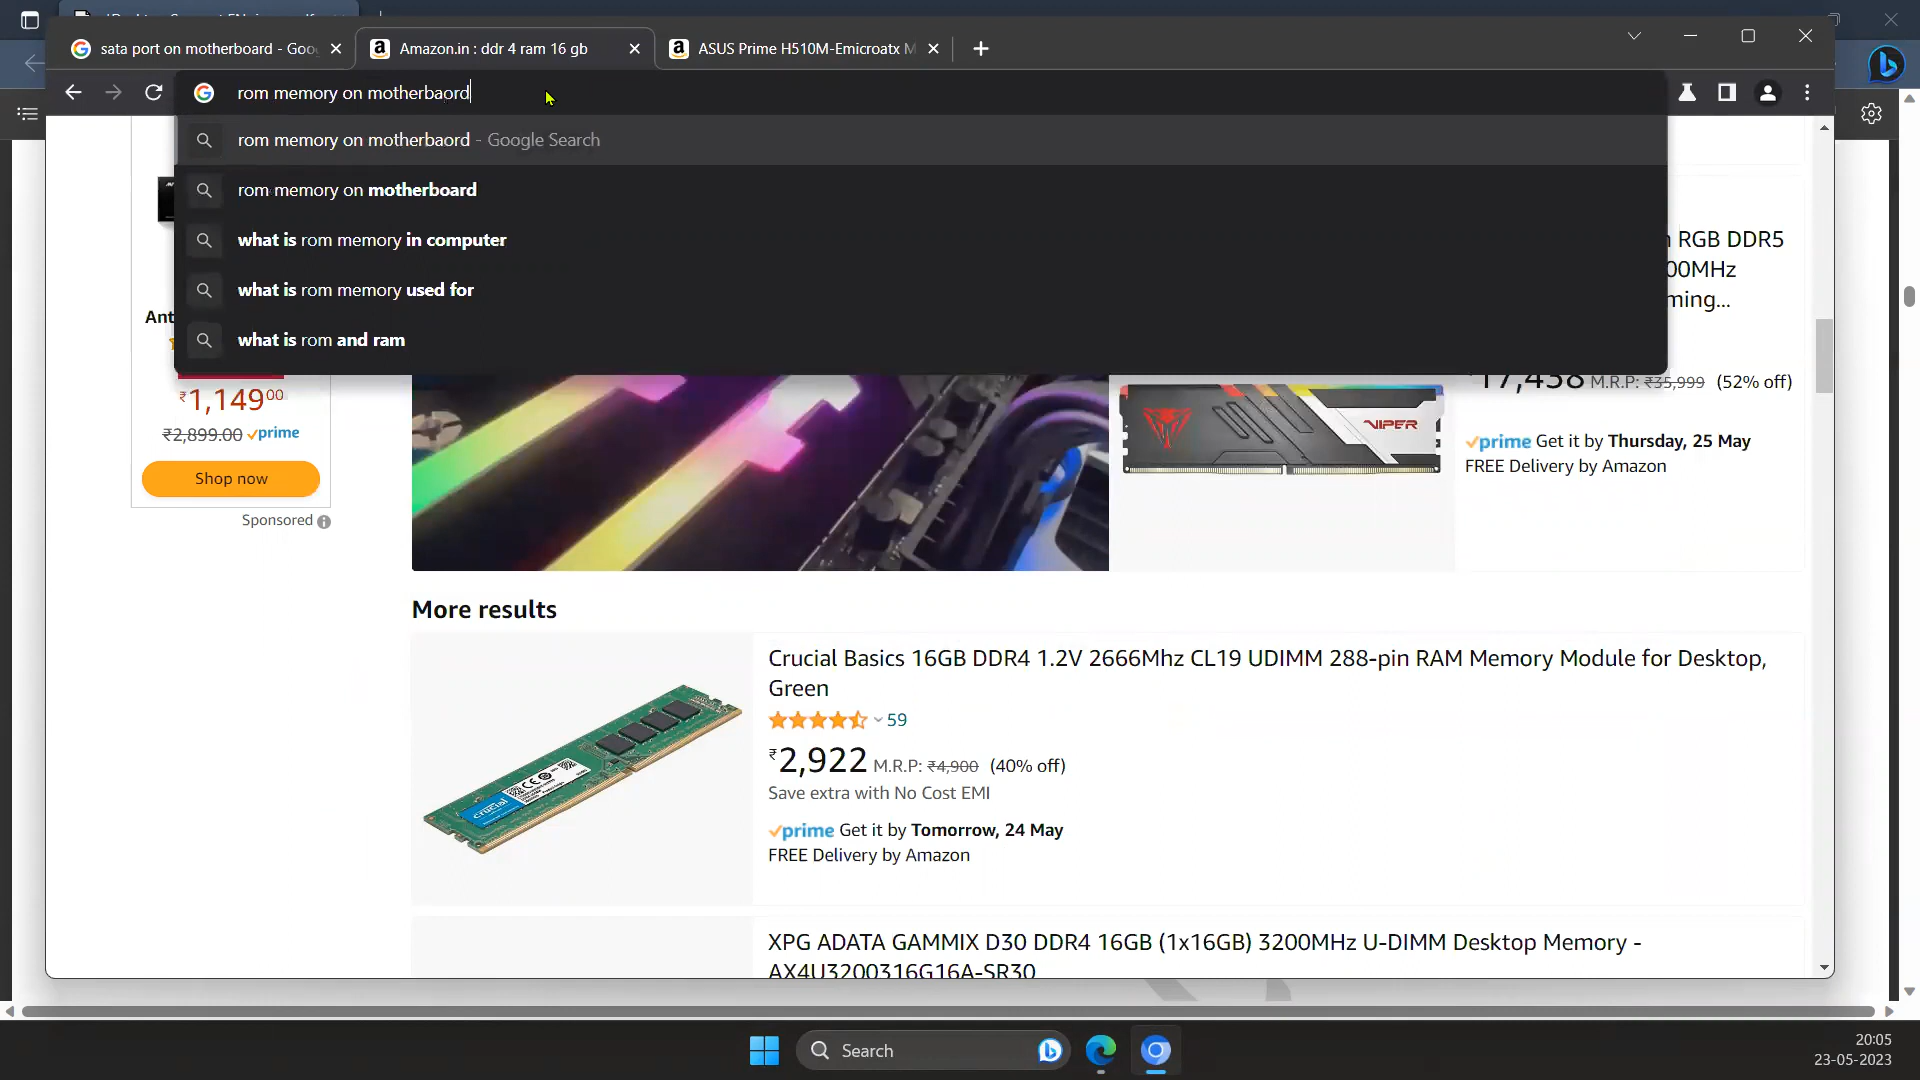 sata port on motherboard - Goo
Amazon.in : ddr 4 ram 16 gb
ASUS Prime H510M-Emicroatx M
rom memory on motherbaord
rom memory on motherbaord - Google Search
rom memory on motherboard
what is rom memory in computer
what is rom memory used for
what is rom and ram
RGB DDR5
00MHz
ming...
Ant
₹1,14900
₹2,899.00 prime
Shop now
Sponsored
VIPER
17,458 M.R.P: ₹35,999 (52% off)
prime Get it by Thursday, 25 May
FREE Delivery by Amazon
More results
Crucial Basics 16GB DDR4 1.2V 2666Mhz CL19 UDIMM 288-pin RAM Memory Module for Desktop,
Green
59
₹2,922 M.R.P: ₹4,900 (40% off)
Save extra with No Cost EMI
prime Get it by Tomorrow, 24 May
FREE Delivery by Amazon
crucial
XPG ADATA GAMMIX D30 DDR4 16GB (1x16GB) 3200MHz U-DIMM Desktop Memory -
AX4U3200316G16A-SR30
Search
20:05
23-05-2023